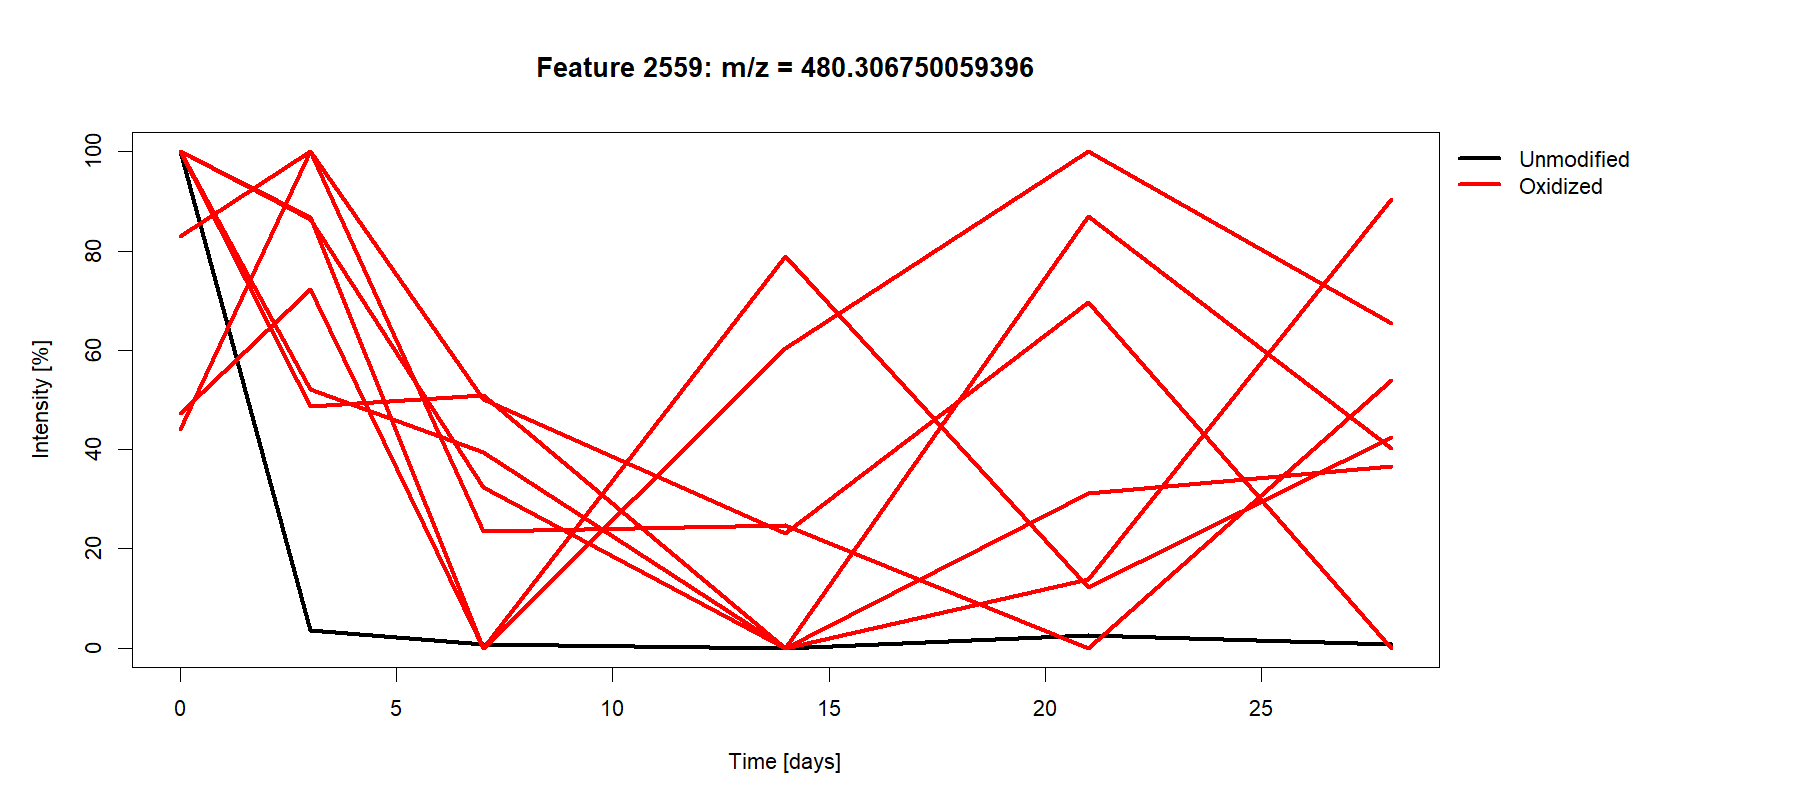 Feature 2559: m/z = 480.306750059396
Unmodified
Oxidized
Intensity [%]
100
80
60
40
20
0
0 5 10 15 20 25
Time [days]